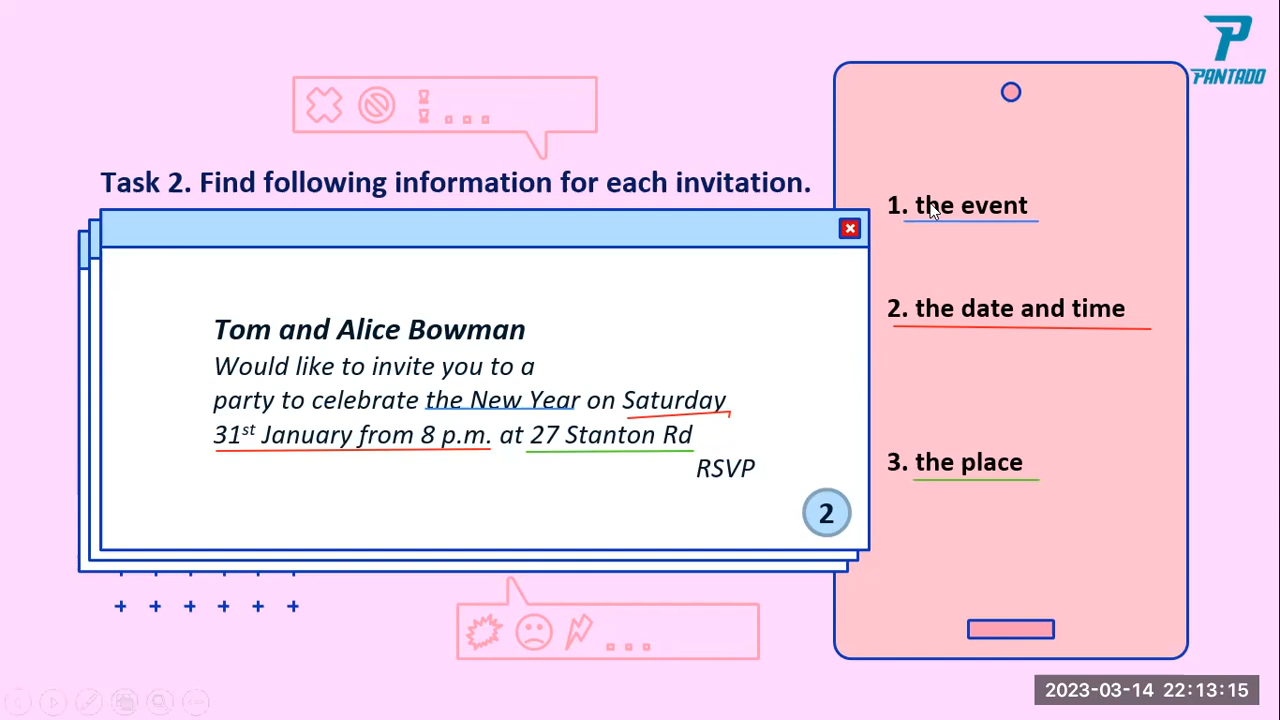 PANTADO
Task 2. Find following information for each invitation.
1. the event
Tom and Alice Bowman
Would like to invite you to a
party to celebrate the New Year on Saturday
31st January from 8 p.m. at 27 Stanton Rd
RSVP
2
2. the date and time
3. the place
2023-03-14 22:13:15